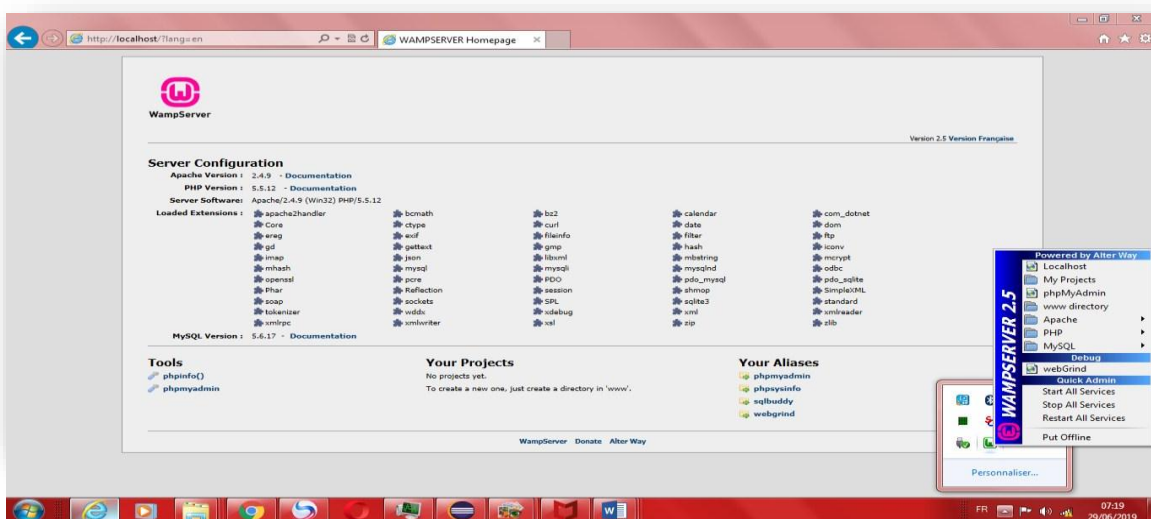 http://localhost/?lang=en
WAMPSERVER Homepage
WampServer
Version 2.5 Version Française
Server Configuration
Apache Version : 2.4.9 - Documentation
PHP Version : 5.5.12 - Documentation
Server Software: Apache/2.4.9 (Win32) PHP/5.5.12
Loaded Extensions : apache2handler bcmath bz2 calendar com_dotnet
Core ctype curl date dom
ereg exif fileinfo filter ftp
gd gettext gmp hash iconv
imap json libxml mbstring mcrypt
mhash mysql mysqli mysqlnd odbc
openssl pcre PDO pdo_mysql pdo_sqlite
Phar Reflection session shmop SimpleXML
soap sockets SPL sqlite3 standard
tokenizer wddx xdebug xml xmlreader
xmlrpc xmlwriter xsl zip zlib
MySQL Version : 5.6.17 - Documentation
Tools
phpinfo()
phpmyadmin
Your Projects
No projects yet.
To create a new one, just create a directory in 'www'.
Your Aliases
phpmyadmin
phpsysinfo
sqlbuddy
webgrind
WampServer Donate Alter Way
WAMPSERVER 2.5
Powered by Alter Way
Localhost
My Projects
phpMyAdmin
www directory
Apache
PHP
MySQL
Debug
webGrind
Quick Admin
Start All Services
Stop All Services
Restart All Services
Put Offline
Personnaliser...
FR
07:19
29/06/2019